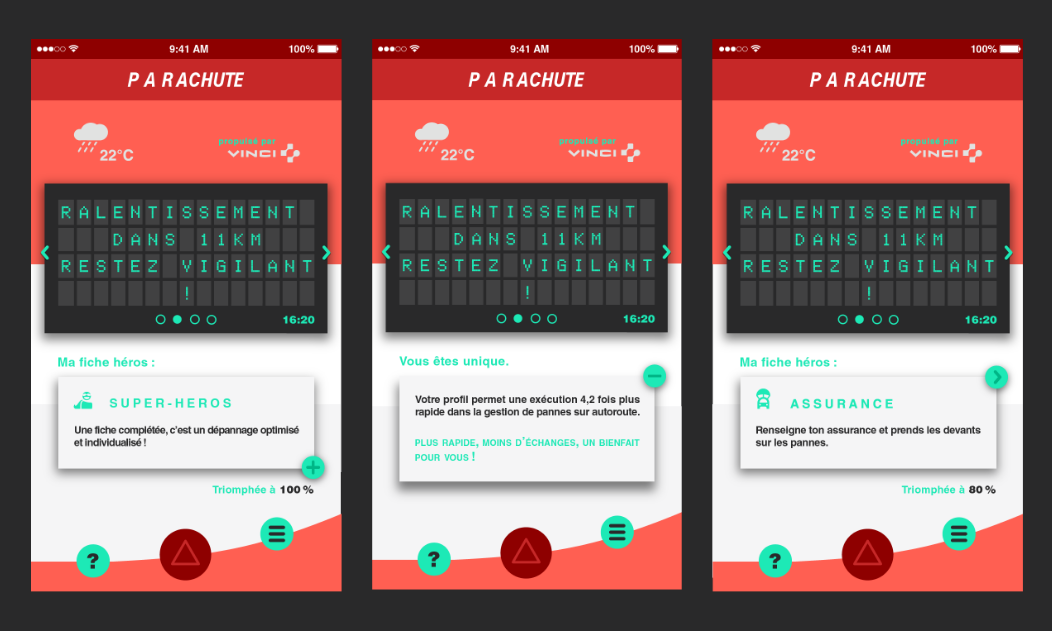 9:41 AM
100%
PARACHUTE
22°C
propulsé par
VINCI
RALENTISSEMENT
DANS 11KM
RESTEZ VIGILANT
!
16:20
Ma fiche héros :
SUPER-HEROS
Une fiche complétée, c'est un dépannage optimisé
et individualisé !
Triomphée à 100 %
?
9:41 AM
100%
PARACHUTE
22°C
propulsé par
VINCI
RALENTISSEMENT
DANS 11KM
RESTEZ VIGILANT
!
16:20
Vous êtes unique.
Votre profil permet une exécution 4,2 fois plus
rapide dans la gestion de pannes sur autoroute.
PLUS RAPIDE, MOINS D'ÉCHANGES, UN BIENFAIT
POUR VOUS !
?
9:41 AM
100%
PARACHUTE
22°C
propulsé par
VINCI
RALENTISSEMENT
DANS 11KM
RESTEZ VIGILANT
!
16:20
Ma fiche héros :
ASSURANCE
Renseigne ton assurance et prends les devants
sur les pannes.
Triomphée à 80 %
?